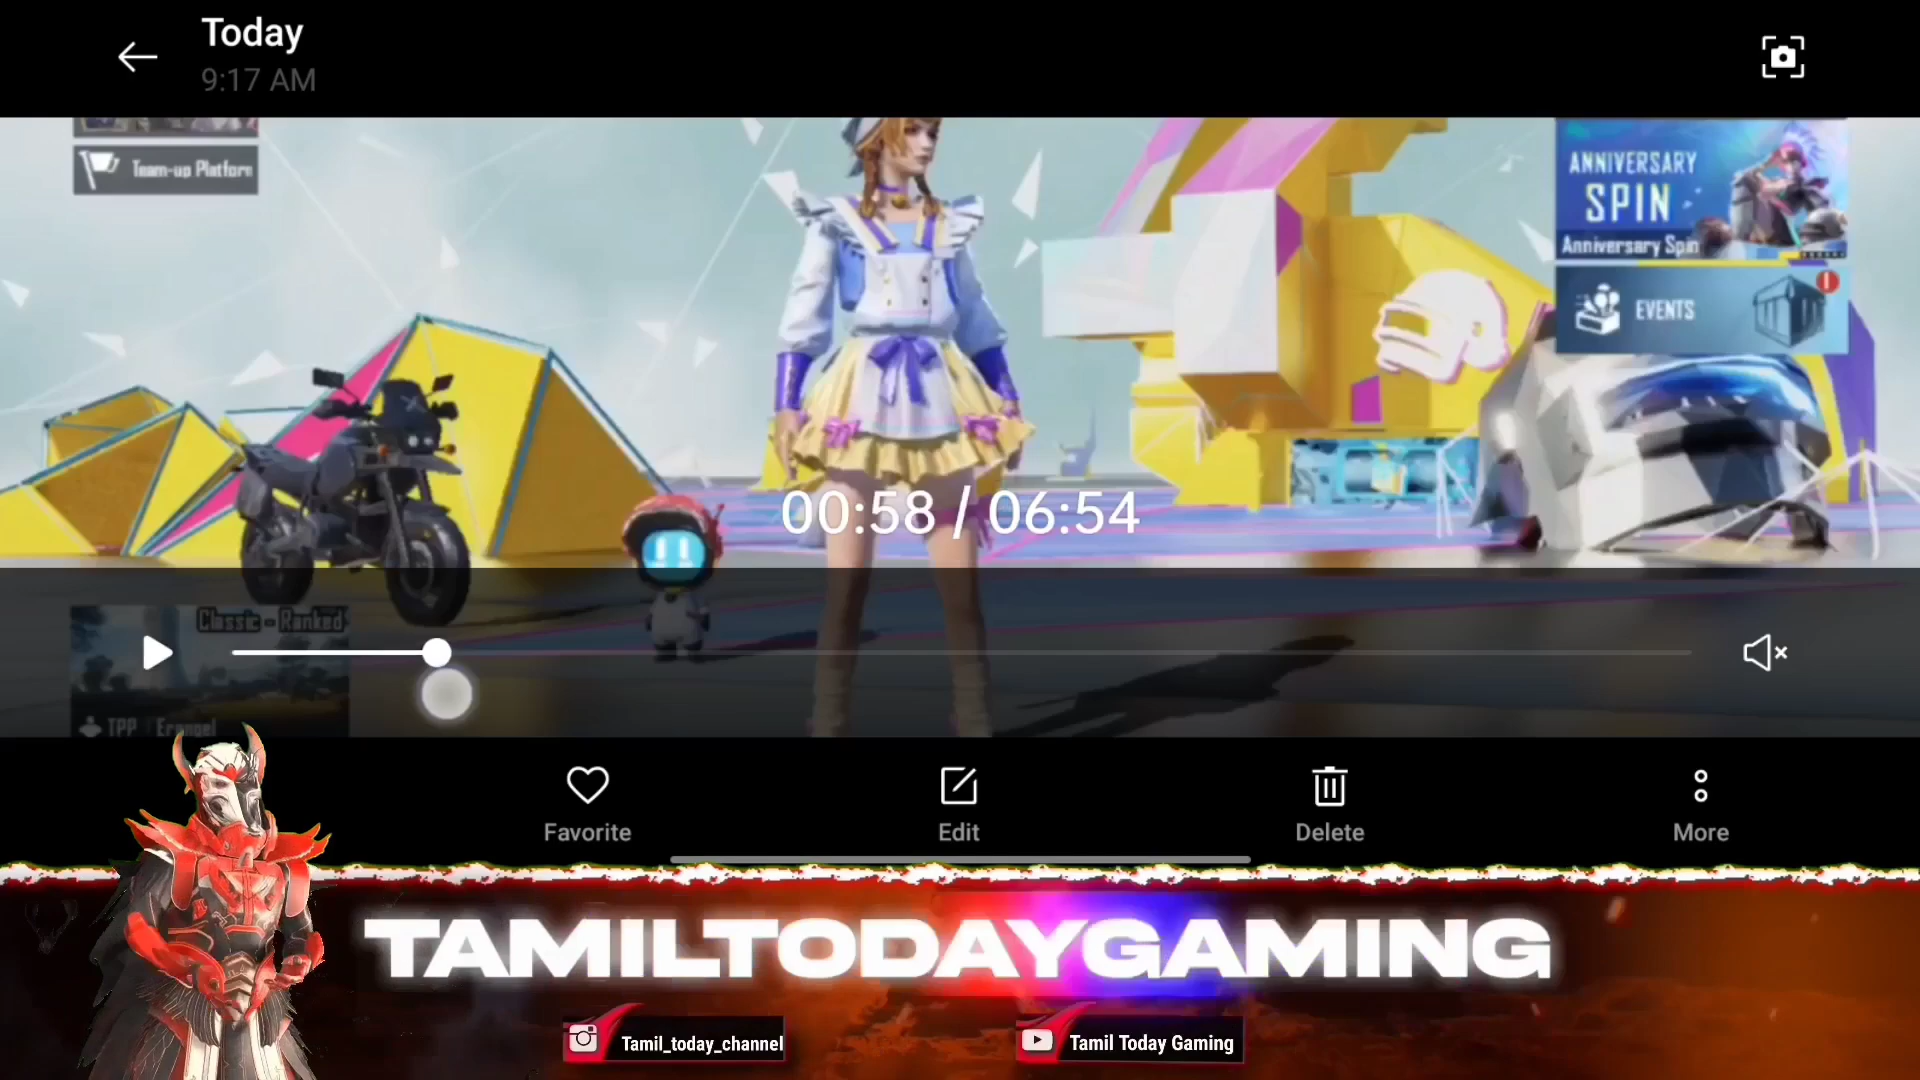 Today
9:17 AM
Team-up Platform
ANNIVERSARY
SPIN
Anniversary Spin
EVENTS
00:58 / 06:54
Classic - Ranked
TPP / Erangel
Favorite
Edit
Delete
More
TAMILTODAYGAMING
Tamil_today_channel
Tamil Today Gaming